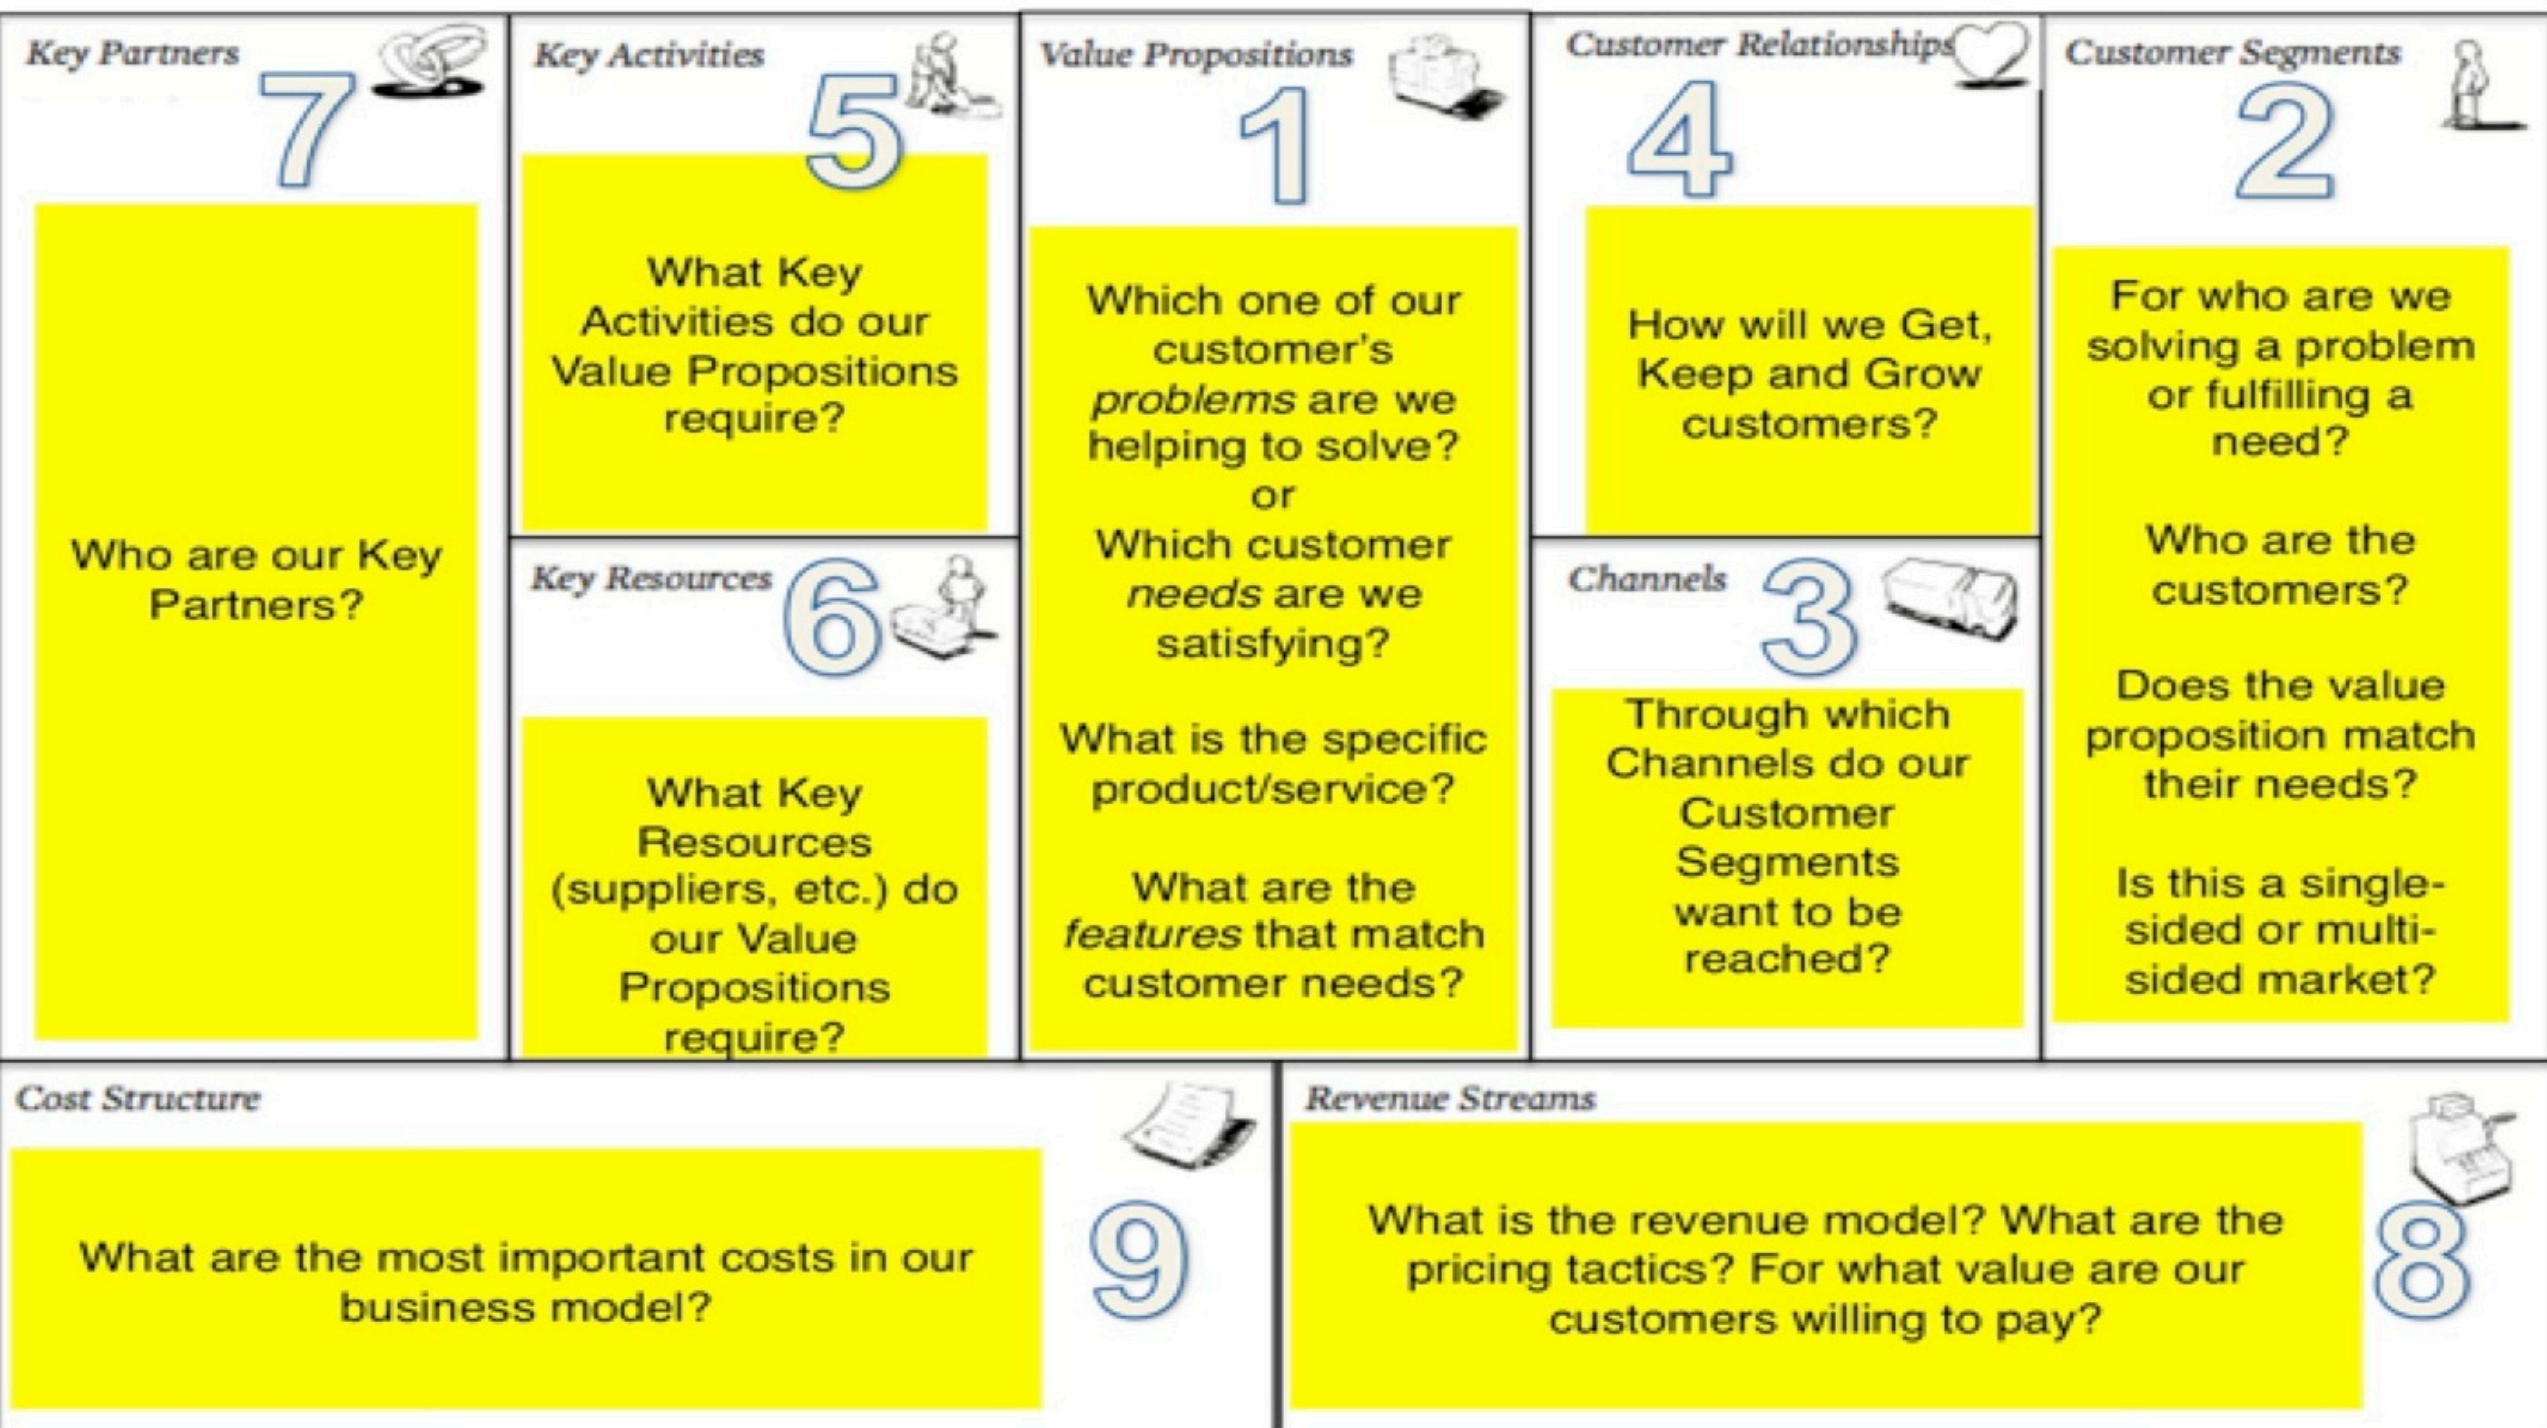 Key Partners
7
Who are our Key
Partners?
Key Activities
5
What Key
Activities do our
Value Propositions
require?
Key Resources
6
What Key
Resources
(suppliers, etc.) do
our Value
Propositions
require?
Value Propositions
1
Which one of our
customer's
problems are we
helping to solve?
or
Which customer
needs are we
satisfying?
What is the specific
product/service?
What are the
features that match
customer needs?
Customer Relationships
4
How will we Get,
Keep and Grow
customers?
Channels
3
Through which
Channels do our
Customer
Segments
want to be
reached?
Customer Segments
2
For who are we
solving a problem
or fulfilling a
need?
Who are the
customers?
Does the value
proposition match
their needs?
Is this a single-
sided or multi-
sided market?
Cost Structure
9
What are the most important costs in our
business model?
Revenue Streams
8
What is the revenue model? What are the
pricing tactics? For what value are our
customers willing to pay?